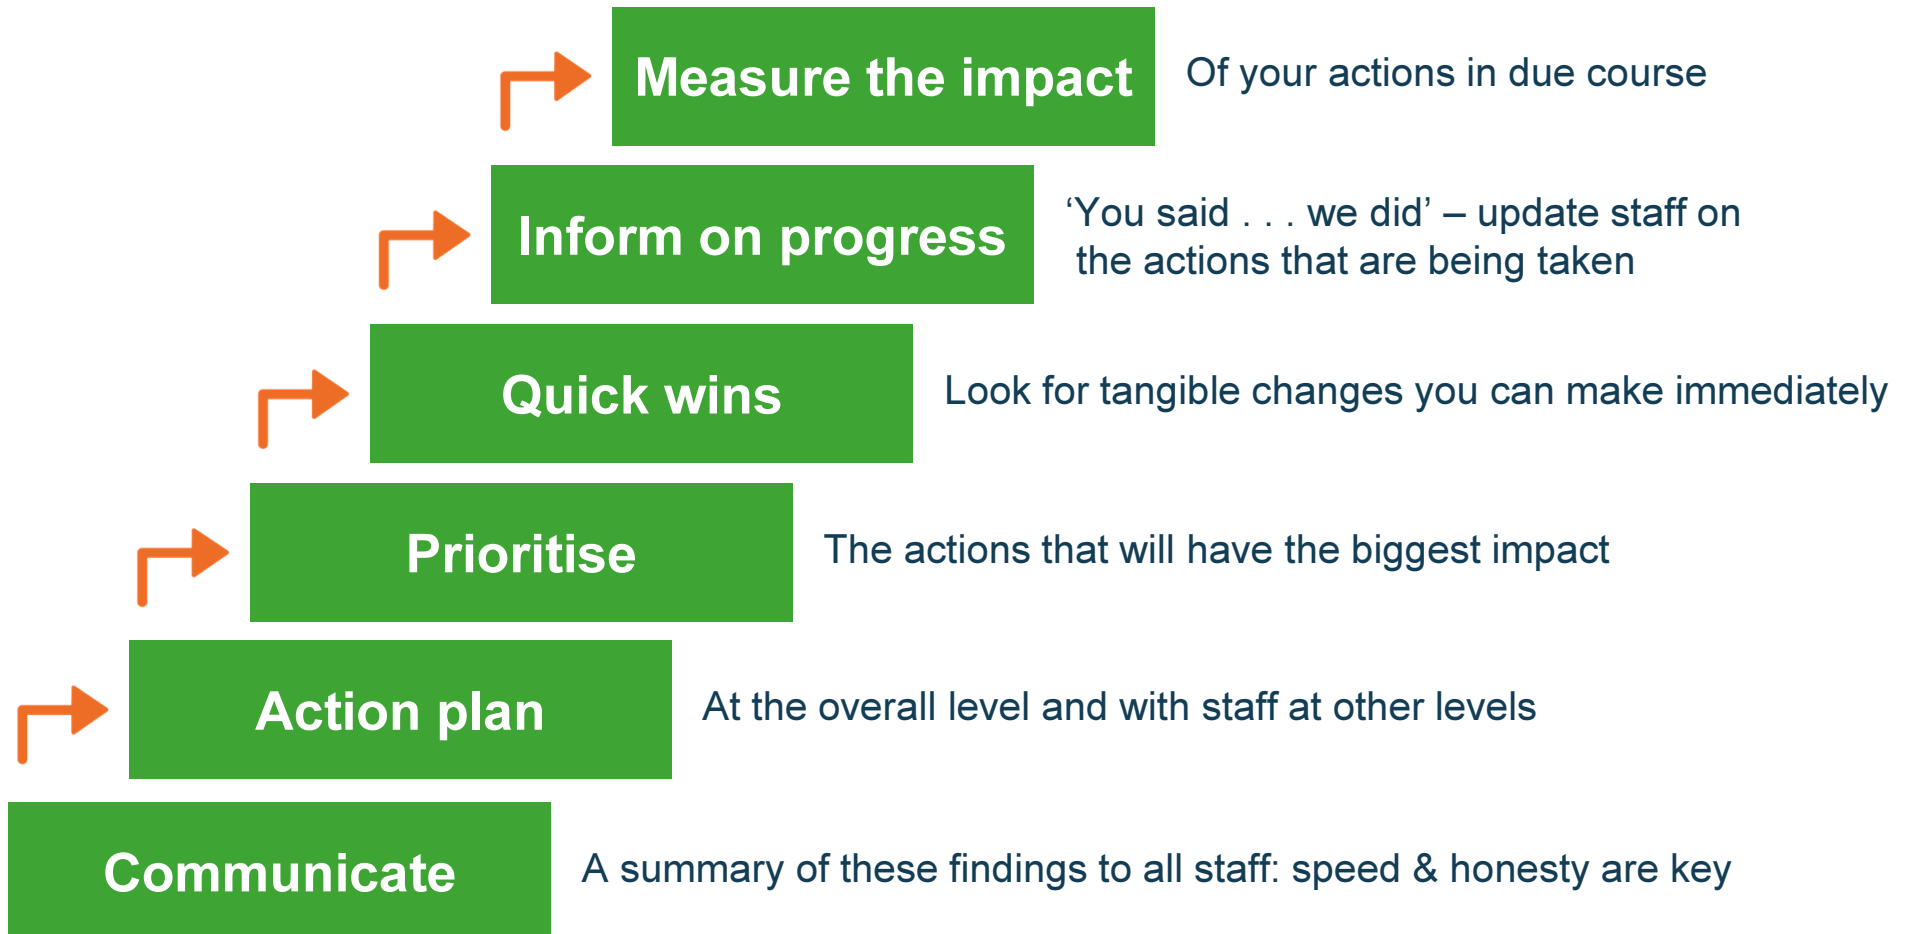 Measure the impact
Of your actions in due course
Inform on progress
‘You said . . . we did’ – update staff on
the actions that are being taken
Quick wins
Look for tangible changes you can make immediately
Prioritise
The actions that will have the biggest impact
Action plan
At the overall level and with staff at other levels
Communicate
A summary of these findings to all staff: speed & honesty are key